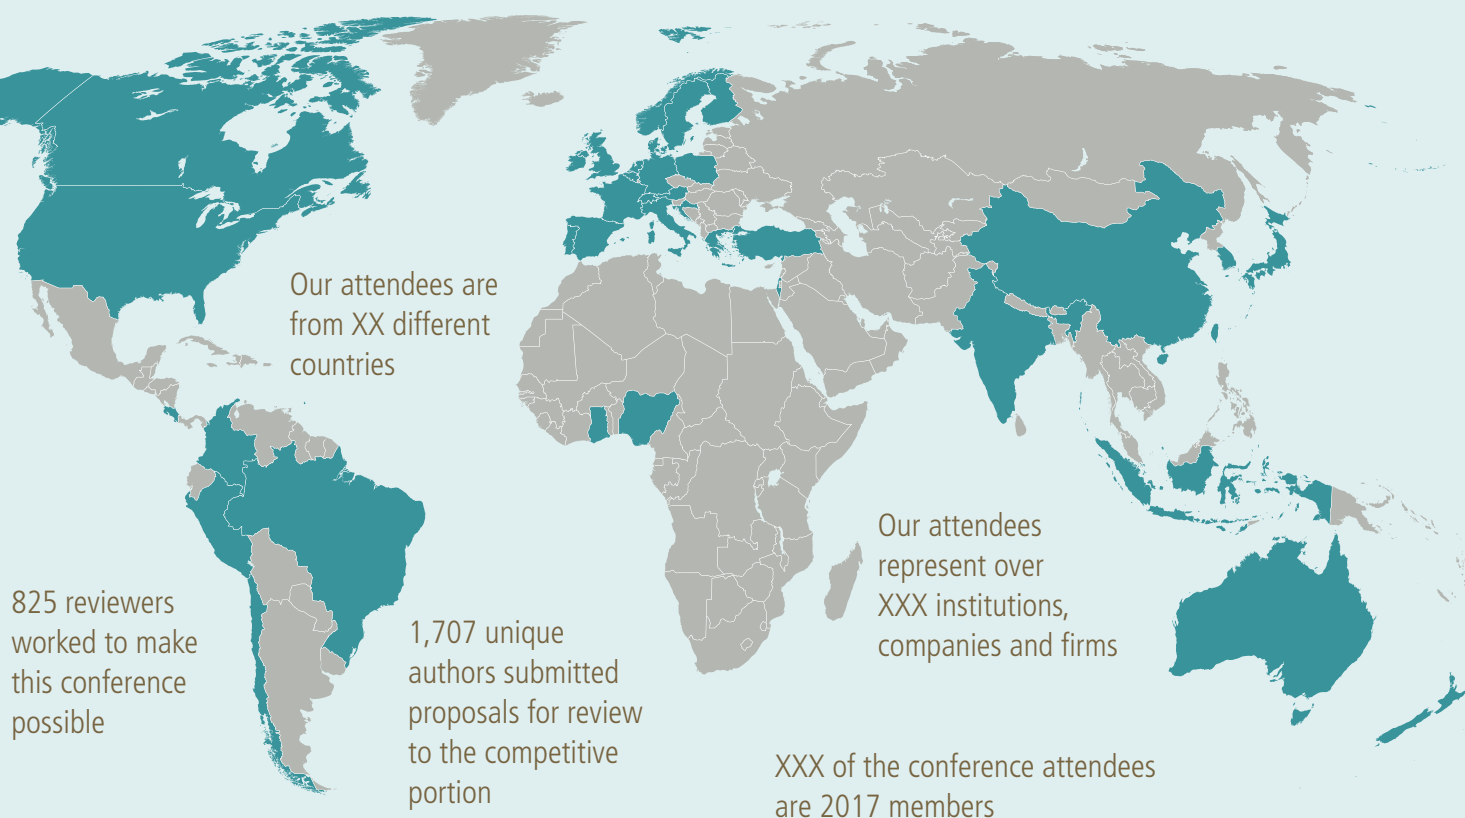 Our attendees are
from XX different
countries
Our attendees
represent over
XXX institutions,
companies and firms
825 reviewers
worked to make
this conference
possible
1,707 unique
authors submitted
proposals for review
to the competitive
portion
XXX of the conference attendees
are 2017 members